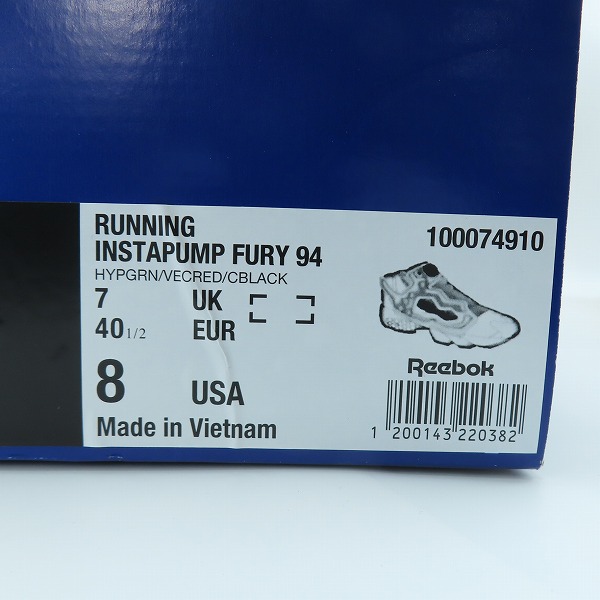 RUNNING
INSTAPUMP FURY 94
100074910
HYPGRN/VECRED/CBLACK
7 UK
40 1/2 EUR
8 USA
Made in Vietnam
Reebok
1 200143 220382